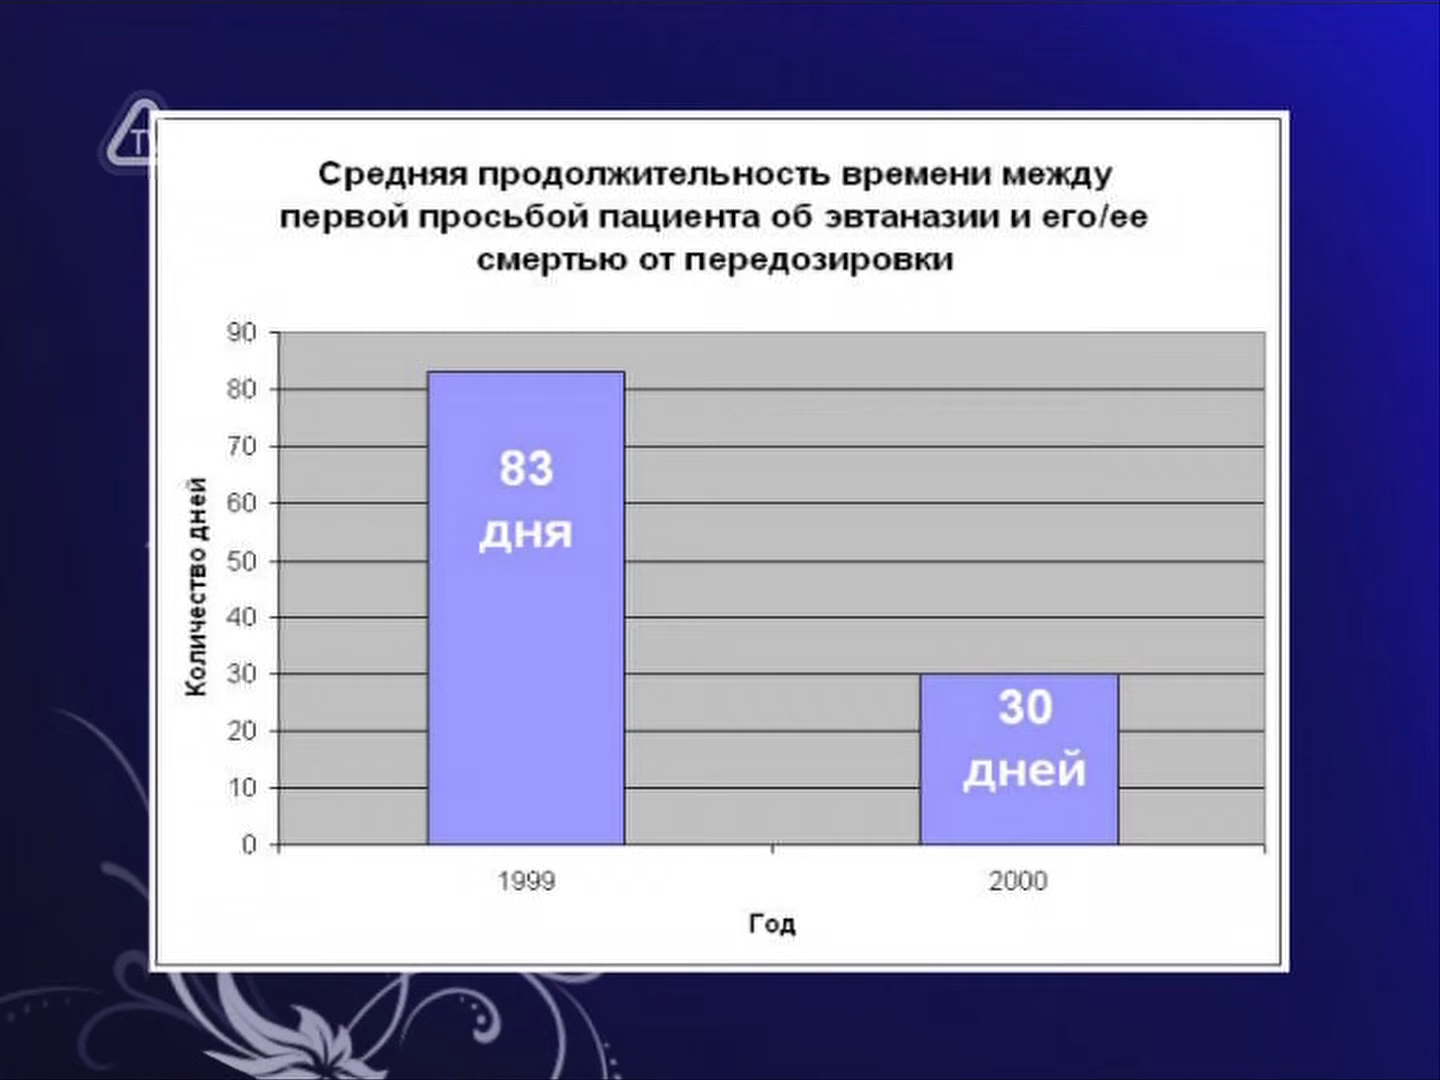 Средняя продолжительность времени между
первой просьбой пациента об эвтаназии и его/ее
смертью от передозировки
90
80
70
60
50
40
30
20
10
0
Количество дней
83
дня
30
дней
1999
2000
Год